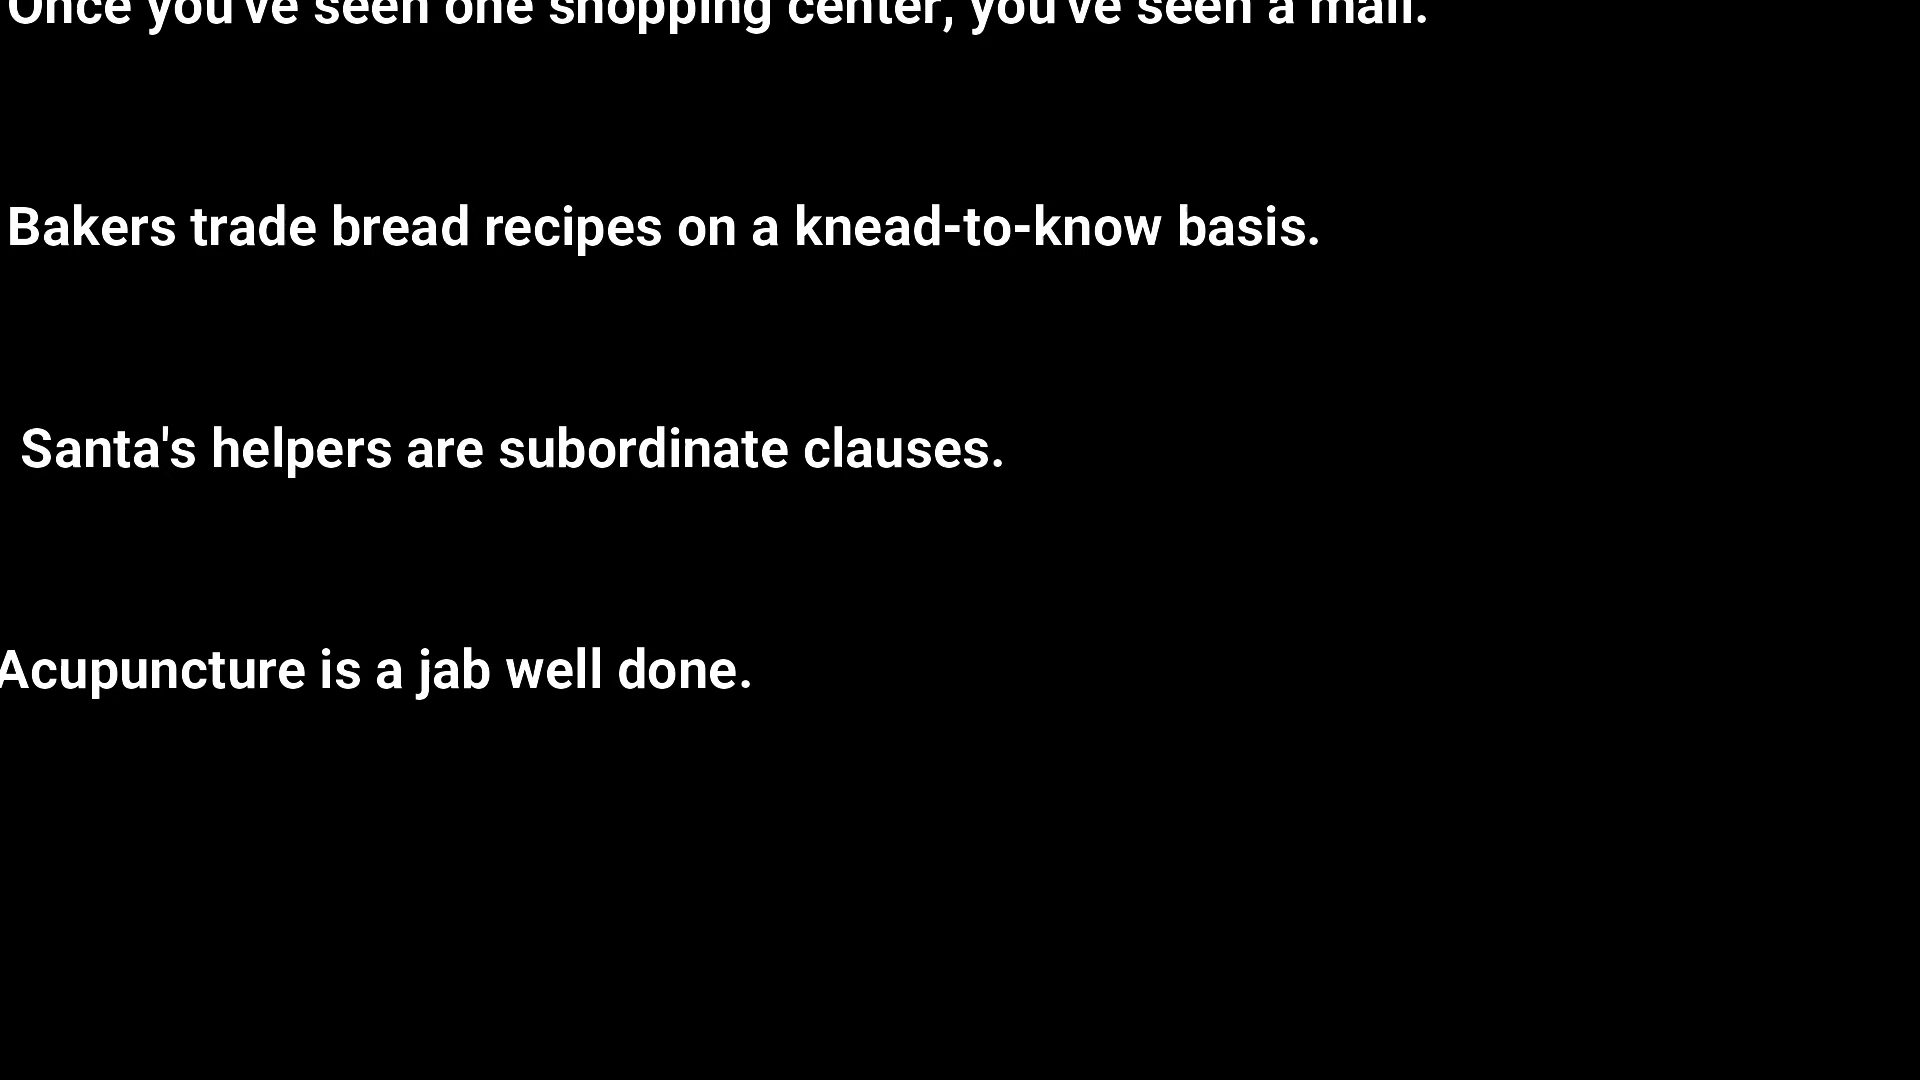 Once you've seen one shopping center, you've seen a mall.
Bakers trade bread recipes on a knead-to-know basis.
Santa's helpers are subordinate clauses.
Acupuncture is a jab well done.